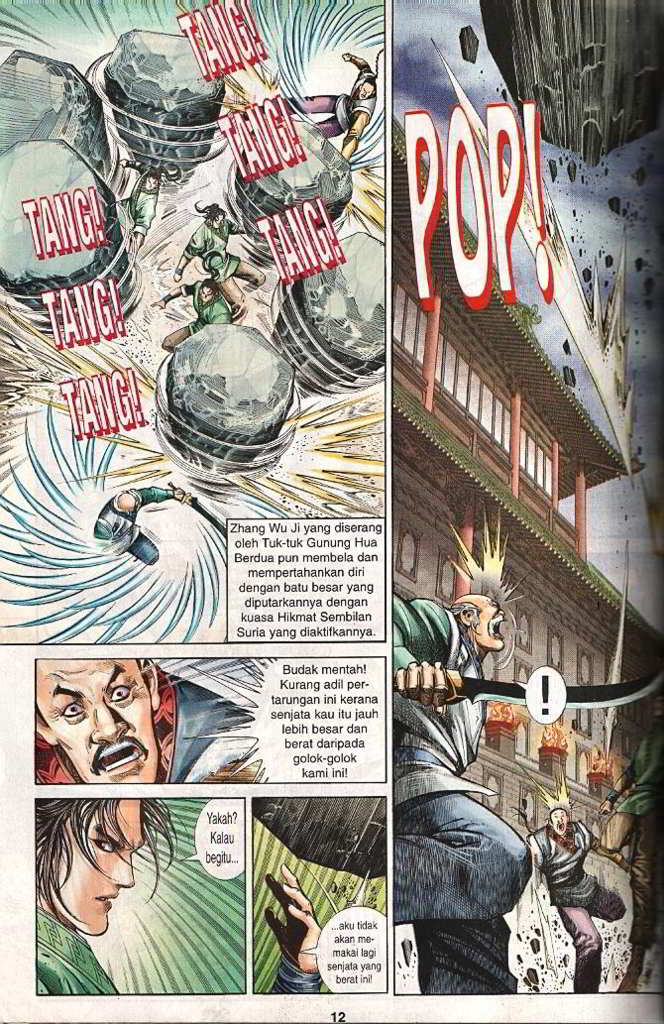 TANG!
TANG!
TANG!
TANG!
TANG!
TANG!
Zhang Wu Ji yang diserang
oleh Tuk-tuk Gunung Hua
Berdua pun membela dan
mempertahankan diri
dengan batu besar yang
diputarkannya dengan
kuasa Hikmat Sembilan
Suria yang diaktifkannya.
Budak mentah!
Kurang adil per-
tarungan ini kerana
senjata kau itu jauh
lebih besar dan
berat daripada
golok-golok
kami ini!
Yakah?
Kalau
begitu...
...aku tidak
akan me-
makai lagi
senjata yang
berat ini!
POP!
!
12